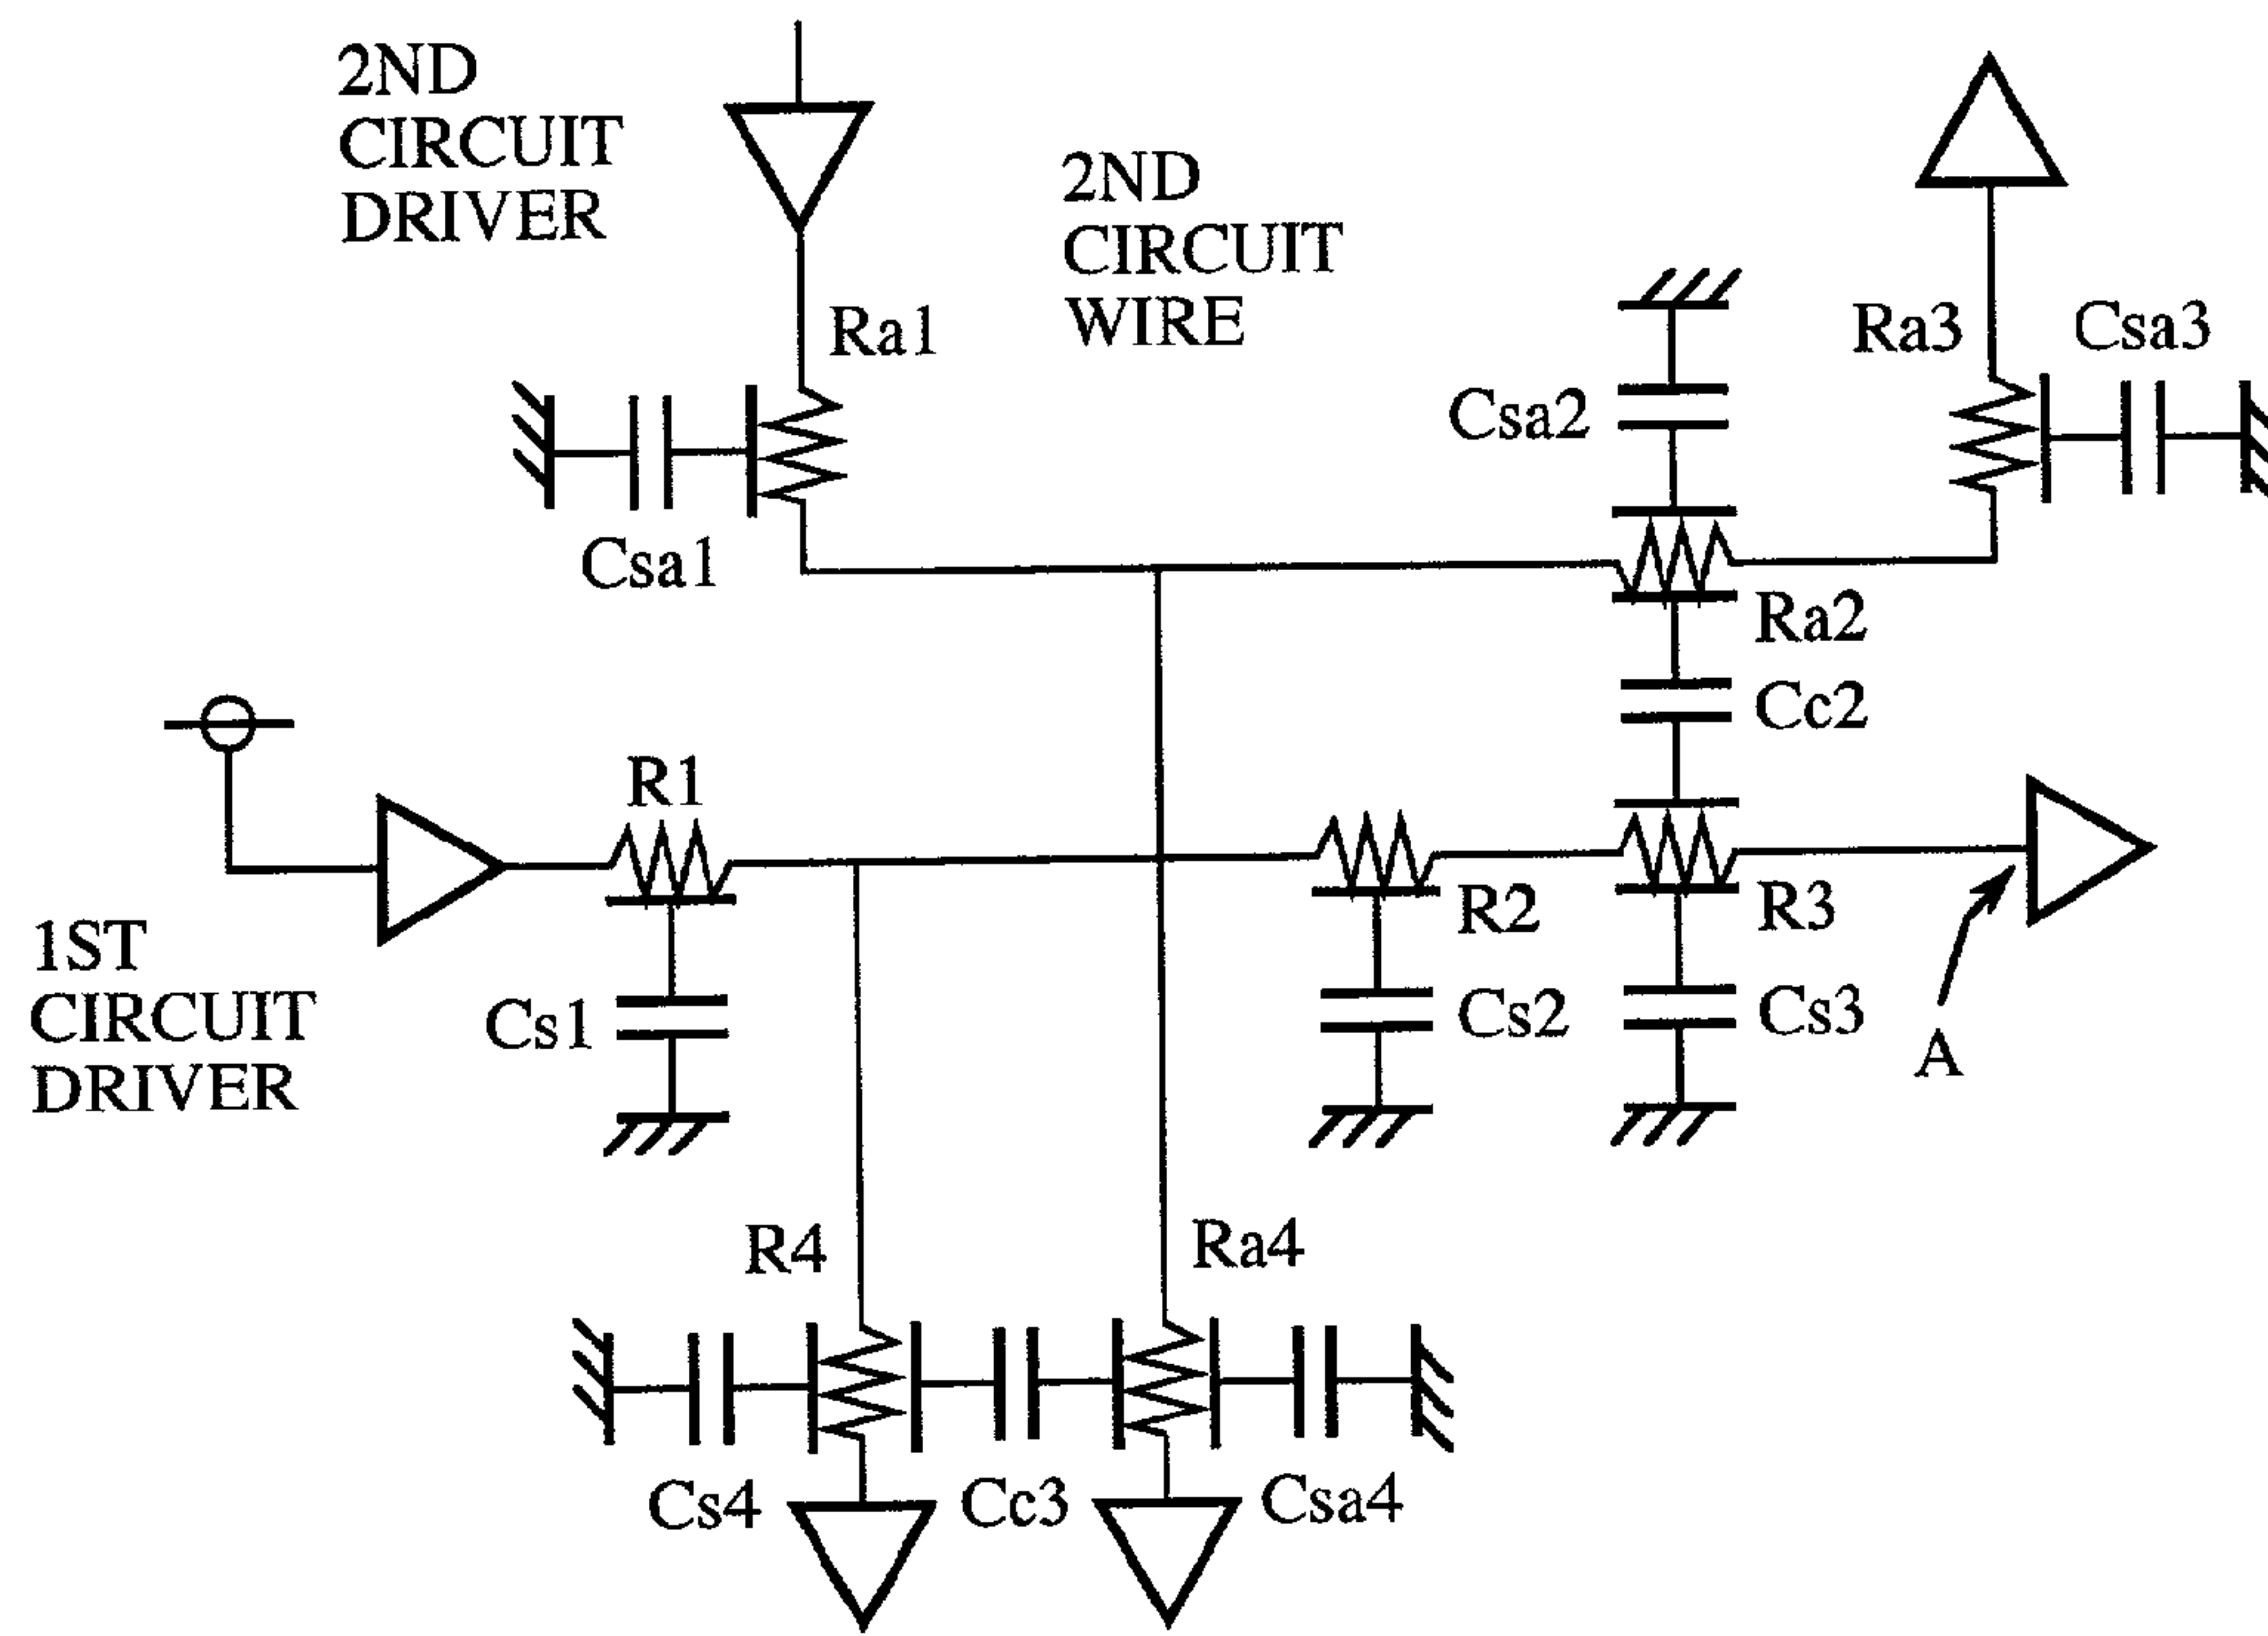 2ND
CIRCUIT
DRIVER
2ND
CIRCUIT
WIRE
Ra1
Csa1
Csa2
Ra3
Csa3
Ra2
Cc2
R1
1ST
CIRCUIT
DRIVER
Cs1
R2
Cs2
R3
Cs3
A
R4
Ra4
Cs4
Cc3
Csa4